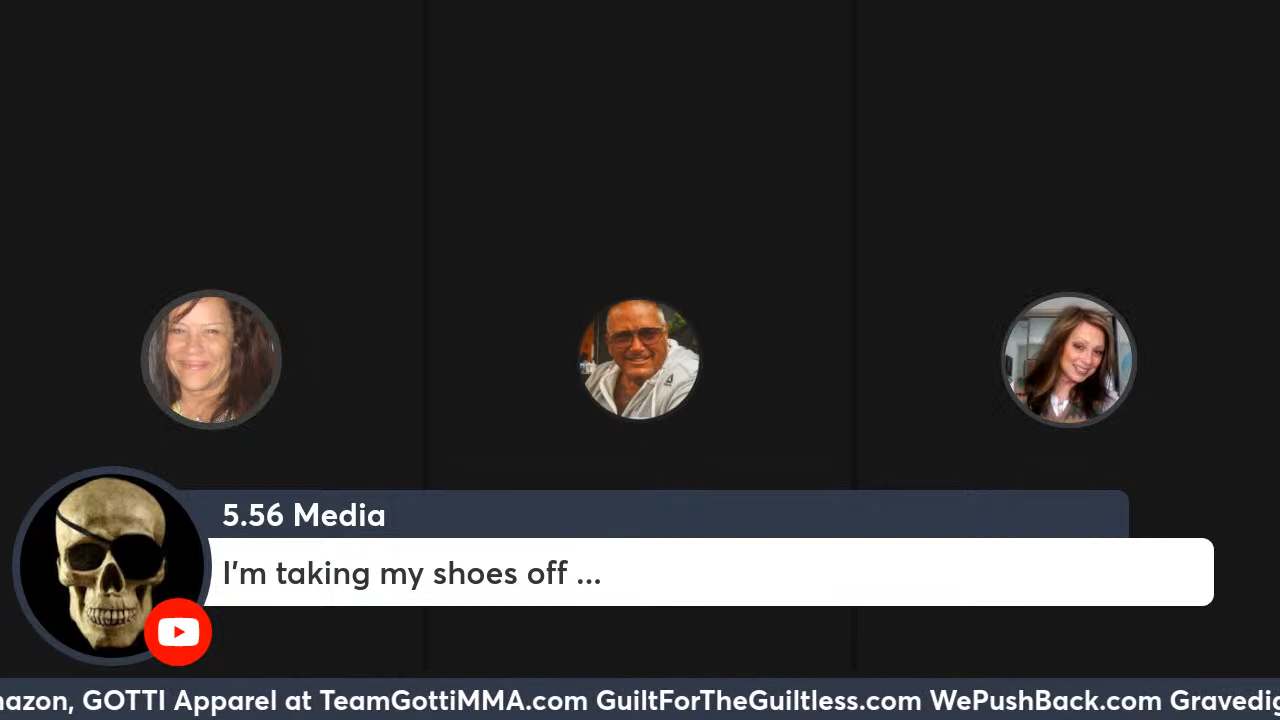 5.56 Media
I'm taking my shoes off ...
GOTTI Apparel at TeamGottiMMA.com GuiltForTheGuiltless.com WePushBack.com